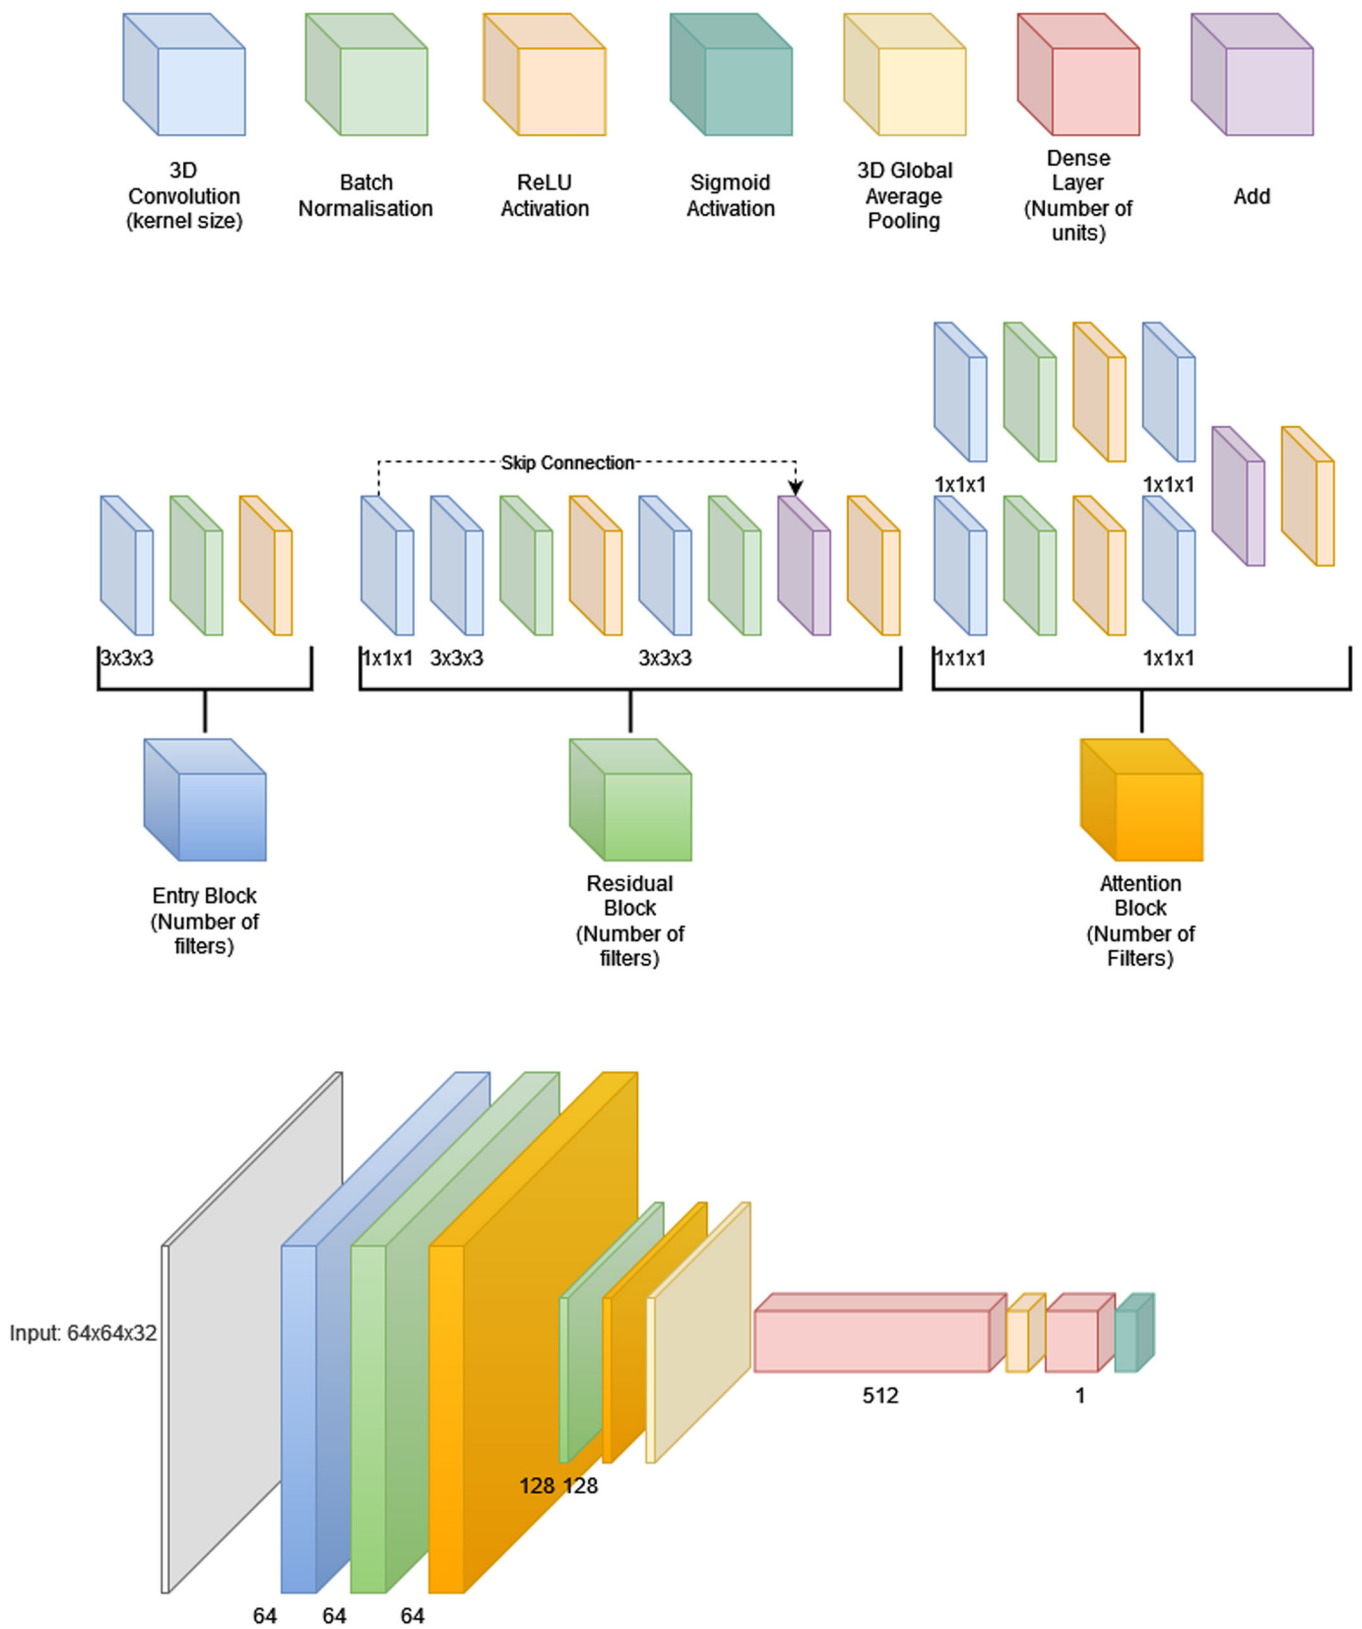 3D
Convolution
(kernel size)
Batch
Normalisation
ReLU
Activation
Sigmoid
Activation
3D Global
Average
Pooling
Dense
Layer
(Number of
units)
Add
Skip Connection
1x1x1
1x1x1
3x3x3
1x1x1
3x3x3
3x3x3
1x1x1
1x1x1
Entry Block
(Number of
filters)
Residual
Block
(Number of
filters)
Attention
Block
(Number of
Filters)
Input: 64x64x32
512
1
128
128
64
64
64